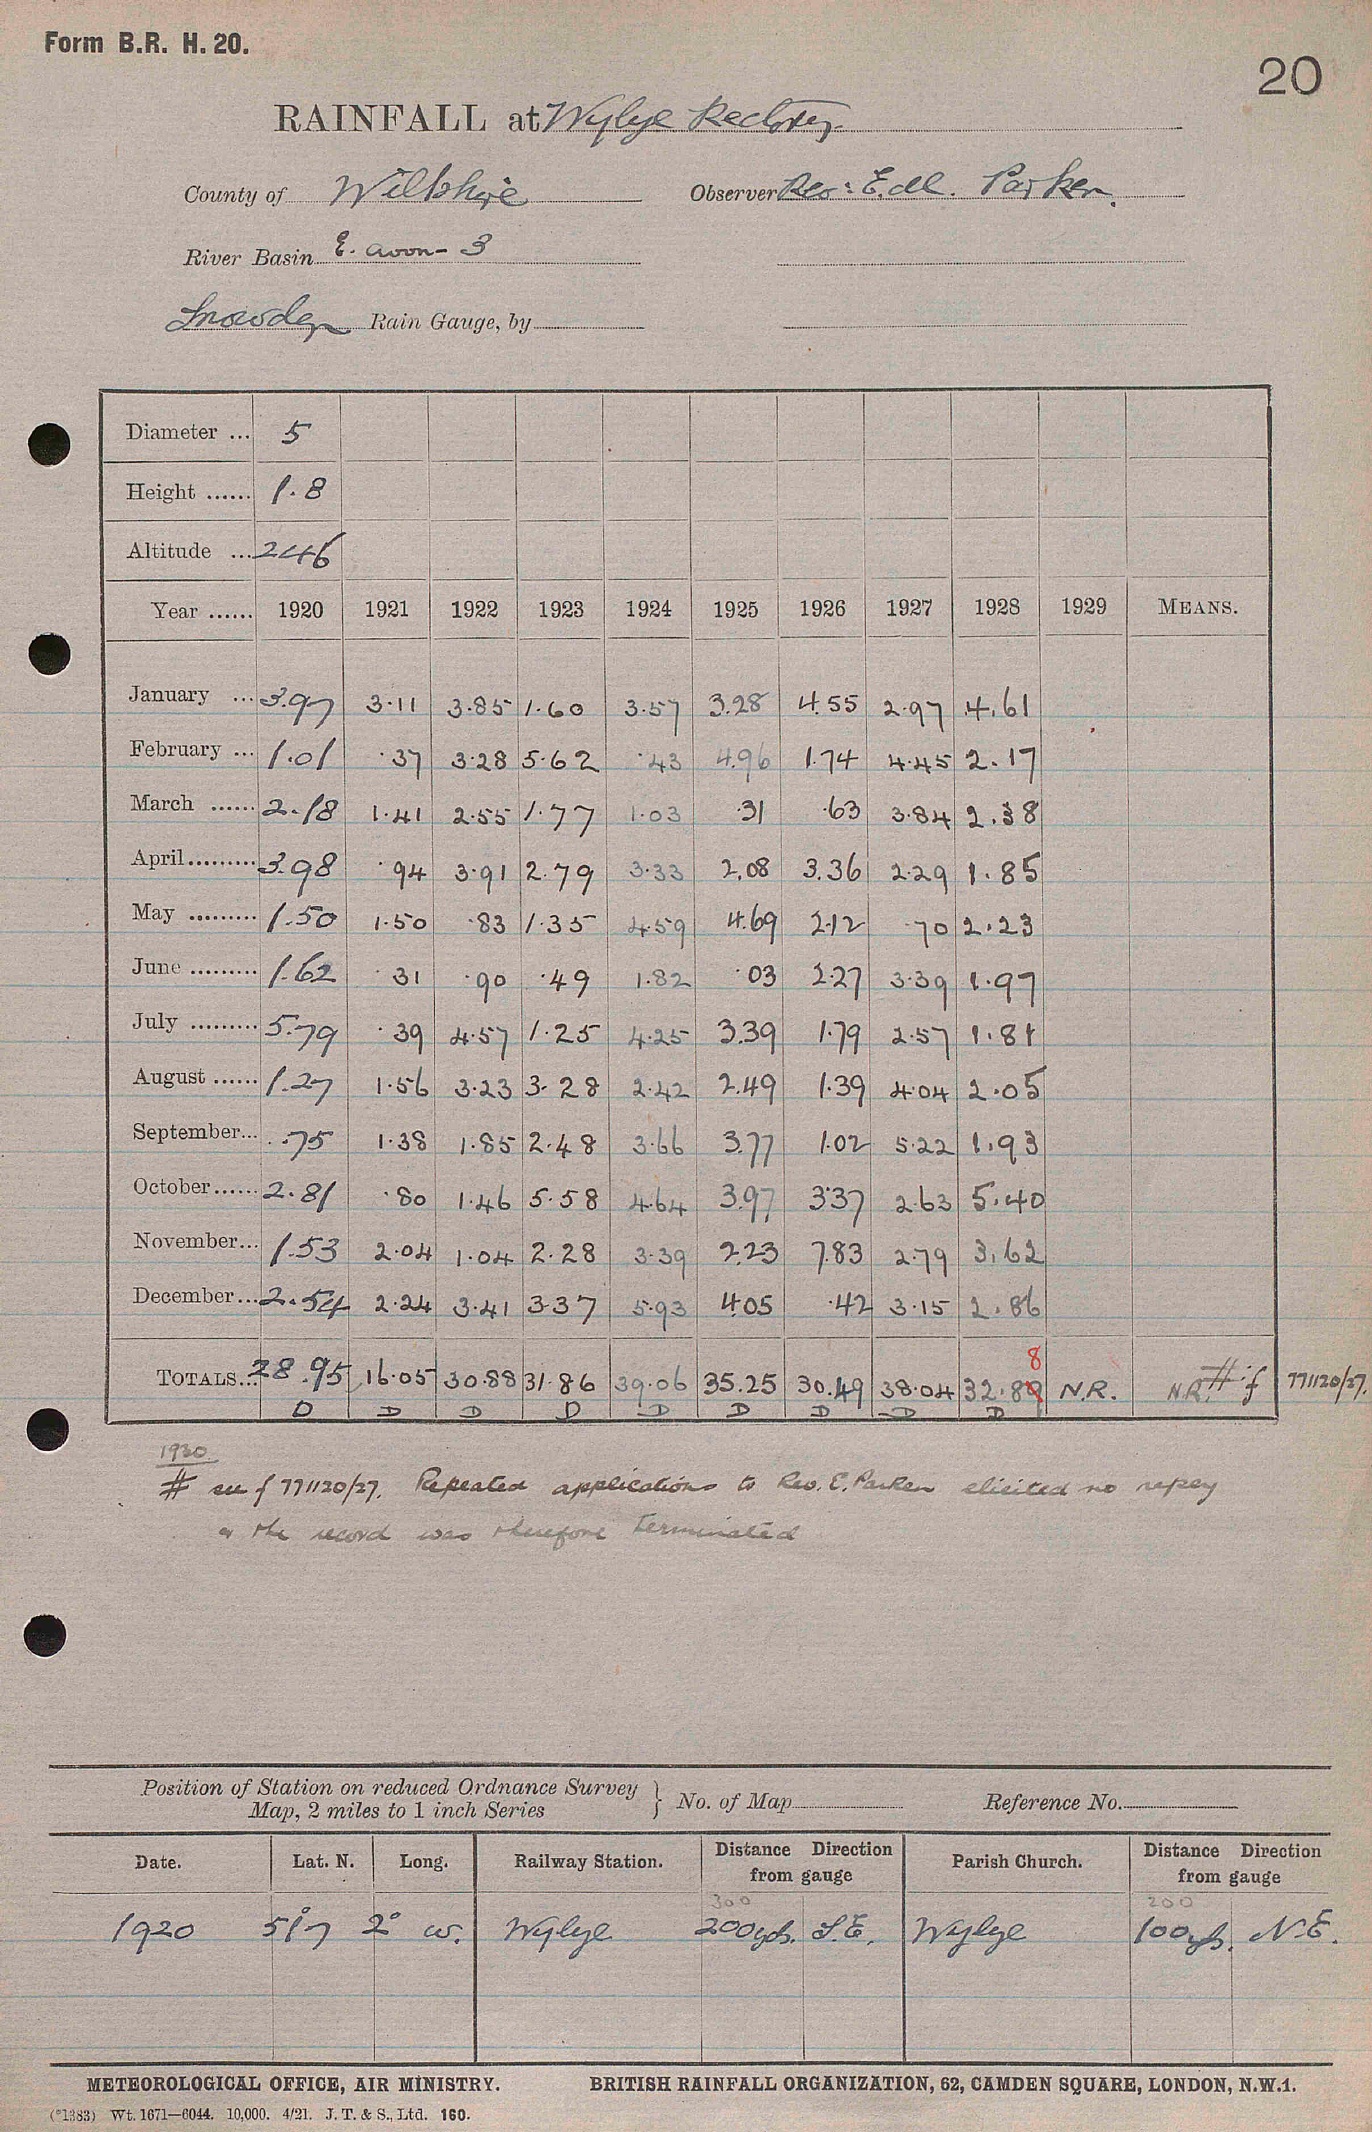 Form B.R. H. 20.
20
RAINFALL at Wylye Rectory
County of Wiltshire Observer Rev: E. M. Parker.
River Basin E. Avon - 3
Snowdon Rain Gauge, by
Diameter ... 5
Height ...... 1.8
Altitude ... 246
Year ...... 1920 1921 1922 1923 1924 1925 1926 1927 1928 1929 MEANS.
January ... 3.97 3.11 3.85 1.60 3.57 3.28 4.55 2.97 4.61
February ... 1.01 .37 3.28 5.62 .43 4.96 1.74 4.45 2.17
March ...... 2.18 1.41 2.55 1.77 1.03 .31 .63 3.84 2.38
April ......... 3.98 .94 3.91 2.79 3.33 2.08 3.36 2.29 1.85
May ......... 1.50 1.50 .83 1.35 4.59 4.69 2.12 .70 2.23
June ......... 1.62 .31 .90 .49 1.82 .03 2.27 3.39 1.97
July ......... 5.79 .39 4.57 1.25 4.25 3.39 1.79 2.57 1.81
August ...... 1.27 1.56 3.23 3.28 2.42 2.49 1.39 4.04 2.05
September... .75 1.38 1.85 2.48 3.66 3.77 1.02 5.22 1.93
October...... 2.81 .80 1.46 5.58 4.64 3.97 3.37 2.63 5.40
November... 1.53 2.04 1.04 2.28 3.39 2.23 7.83 2.79 3.62
December... 2.54 2.24 3.41 3.37 5.93 4.05 .42 3.15 2.86
8
TOTALS... 28.95 16.05 30.88 31.86 39.06 35.25 30.49 38.04 32.89 N.R. N.R. # f 771120/27.
D D D D D D D D D
1930
# see f 771120/27. Repeated applications to Rev. E. Parker elicited no reply
& the record was therefore terminated
Position of Station on reduced Ordnance Survey
Map, 2 miles to 1 inch Series } No. of Map Reference No.
Date. Lat. N. Long. Railway Station. Distance Direction from gauge Parish Church. Distance Direction from gauge
300 200
1920 51° 7 2° W. Wylye 200yds. S.E. Wylye 100yds. N.E.
METEOROLOGICAL OFFICE, AIR MINISTRY. BRITISH RAINFALL ORGANIZATION, 62, CAMDEN SQUARE, LONDON, N.W.1.
(*1383) Wt. 1671—6044. 10,000. 4/21. J. T. & S., Ltd. 160.